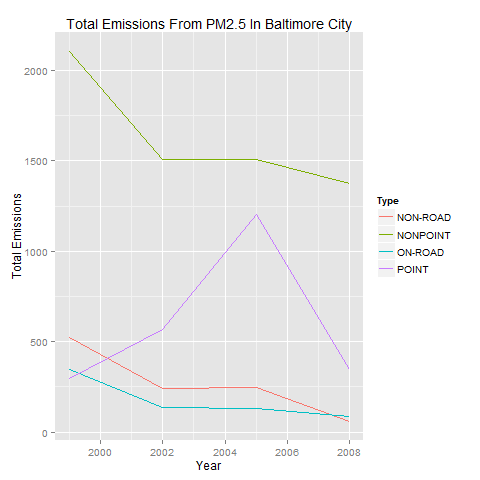 Total Emissions From PM2.5 In Baltimore City
Total Emissions
2000
1500
1000
500
0
2000
2002
2004
2006
2008
Year
Type
NON-ROAD
NONPOINT
ON-ROAD
POINT